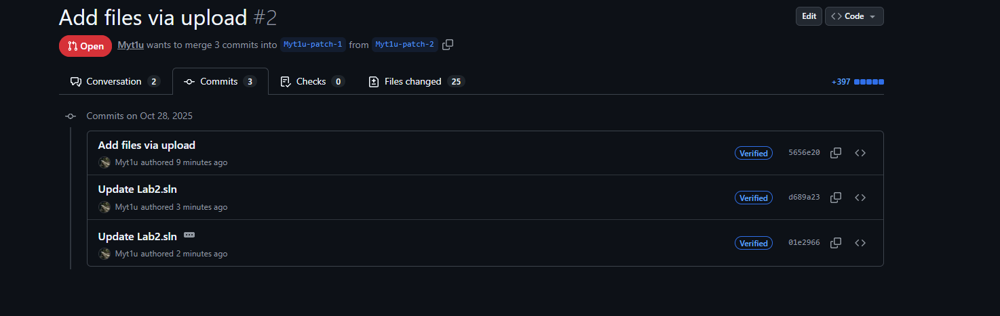 Add files via upload #2
Edit
Code
Open
Myt1u wants to merge 3 commits into Myt1u-patch-1 from Myt1u-patch-2
Conversation 2
Commits 3
Checks 0
Files changed 25
+397
Commits on Oct 28, 2025
Add files via upload
Myt1u authored 9 minutes ago
Verified
5656e20
Update Lab2.sln
Myt1u authored 3 minutes ago
Verified
d689a23
Update Lab2.sln
Myt1u authored 2 minutes ago
Verified
01e2966